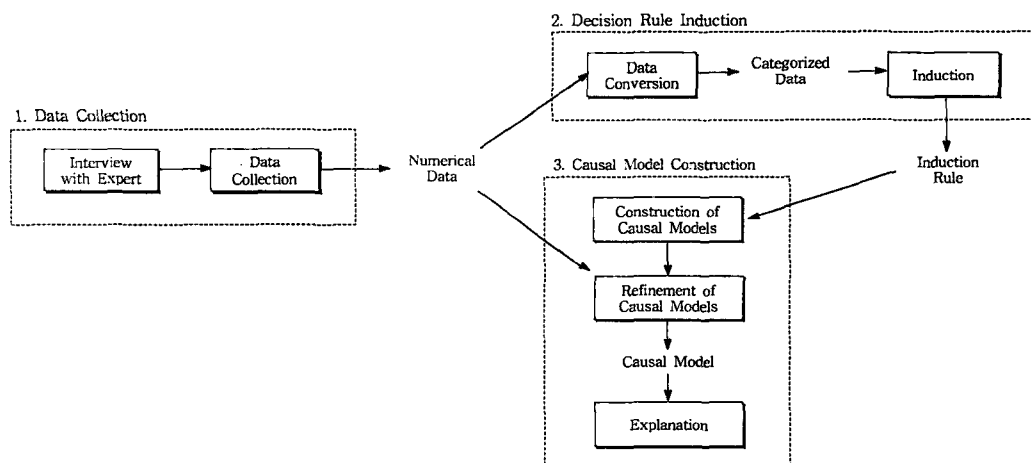 1. Data Collection
Interview
with Expert
Data
Collection
Numerical
Data
2. Decision Rule Induction
Data
Conversion
Categorized
Data
Induction
Induction
Rule
3. Causal Model Construction
Construction of
Causal Models
Refinement of
Causal Models
Causal Model
Explanation